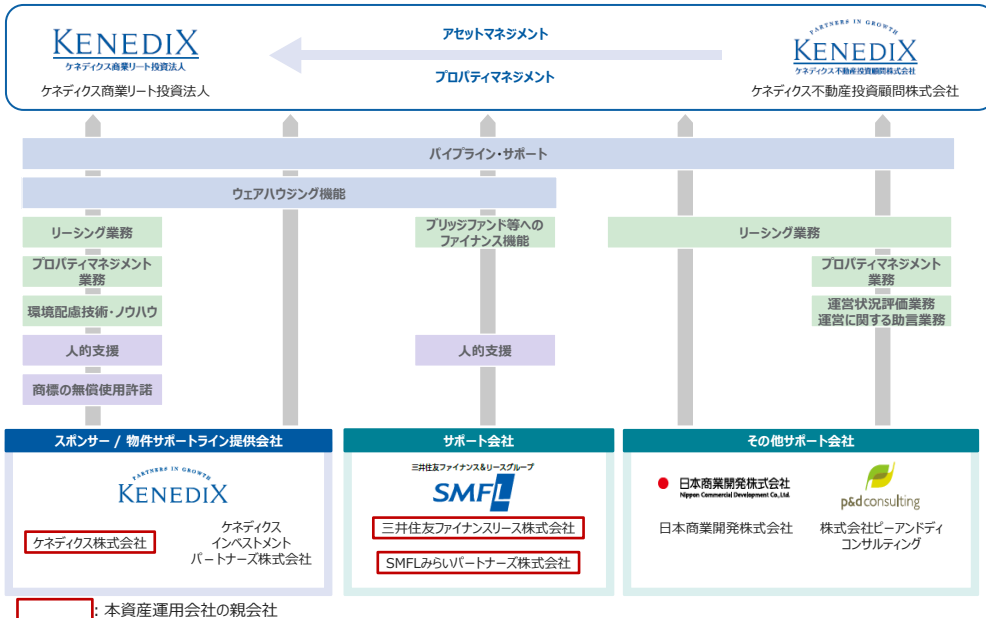 KENEDIX
ケネディクス商業リート投資法人
ケネディクス商業リート投資法人
アセットマネジメント
プロパティマネジメント
PARTNERS IN GROWTH
KENEDIX
ケネディクス不動産投資顧問株式会社
ケネディクス不動産投資顧問株式会社
パイプライン・サポート
ウェアハウジング機能
リーシング業務
ブリッジファンド等への
ファイナンス機能
リーシング業務
プロパティマネジメント
業務
プロパティマネジメント
業務
環境配慮技術・ノウハウ
運営状況評価業務
運営に関する助言業務
人的支援
人的支援
商標の無償使用許諾
スポンサー / 物件サポートライン提供会社
PARTNERS IN GROWTH
KENEDIX
ケネディクス株式会社
ケネディクス
インベストメント
パートナーズ株式会社
サポート会社
三井住友ファイナンス&リースグループ
SMFL
三井住友ファイナンスリース株式会社
SMFLみらいパートナーズ株式会社
その他サポート会社
日本商業開発株式会社
Nippon Commercial Development Co.,Ltd.
日本商業開発株式会社
p&dconsulting
株式会社ピーアンドディ
コンサルティング
: 本資産運用会社の親会社